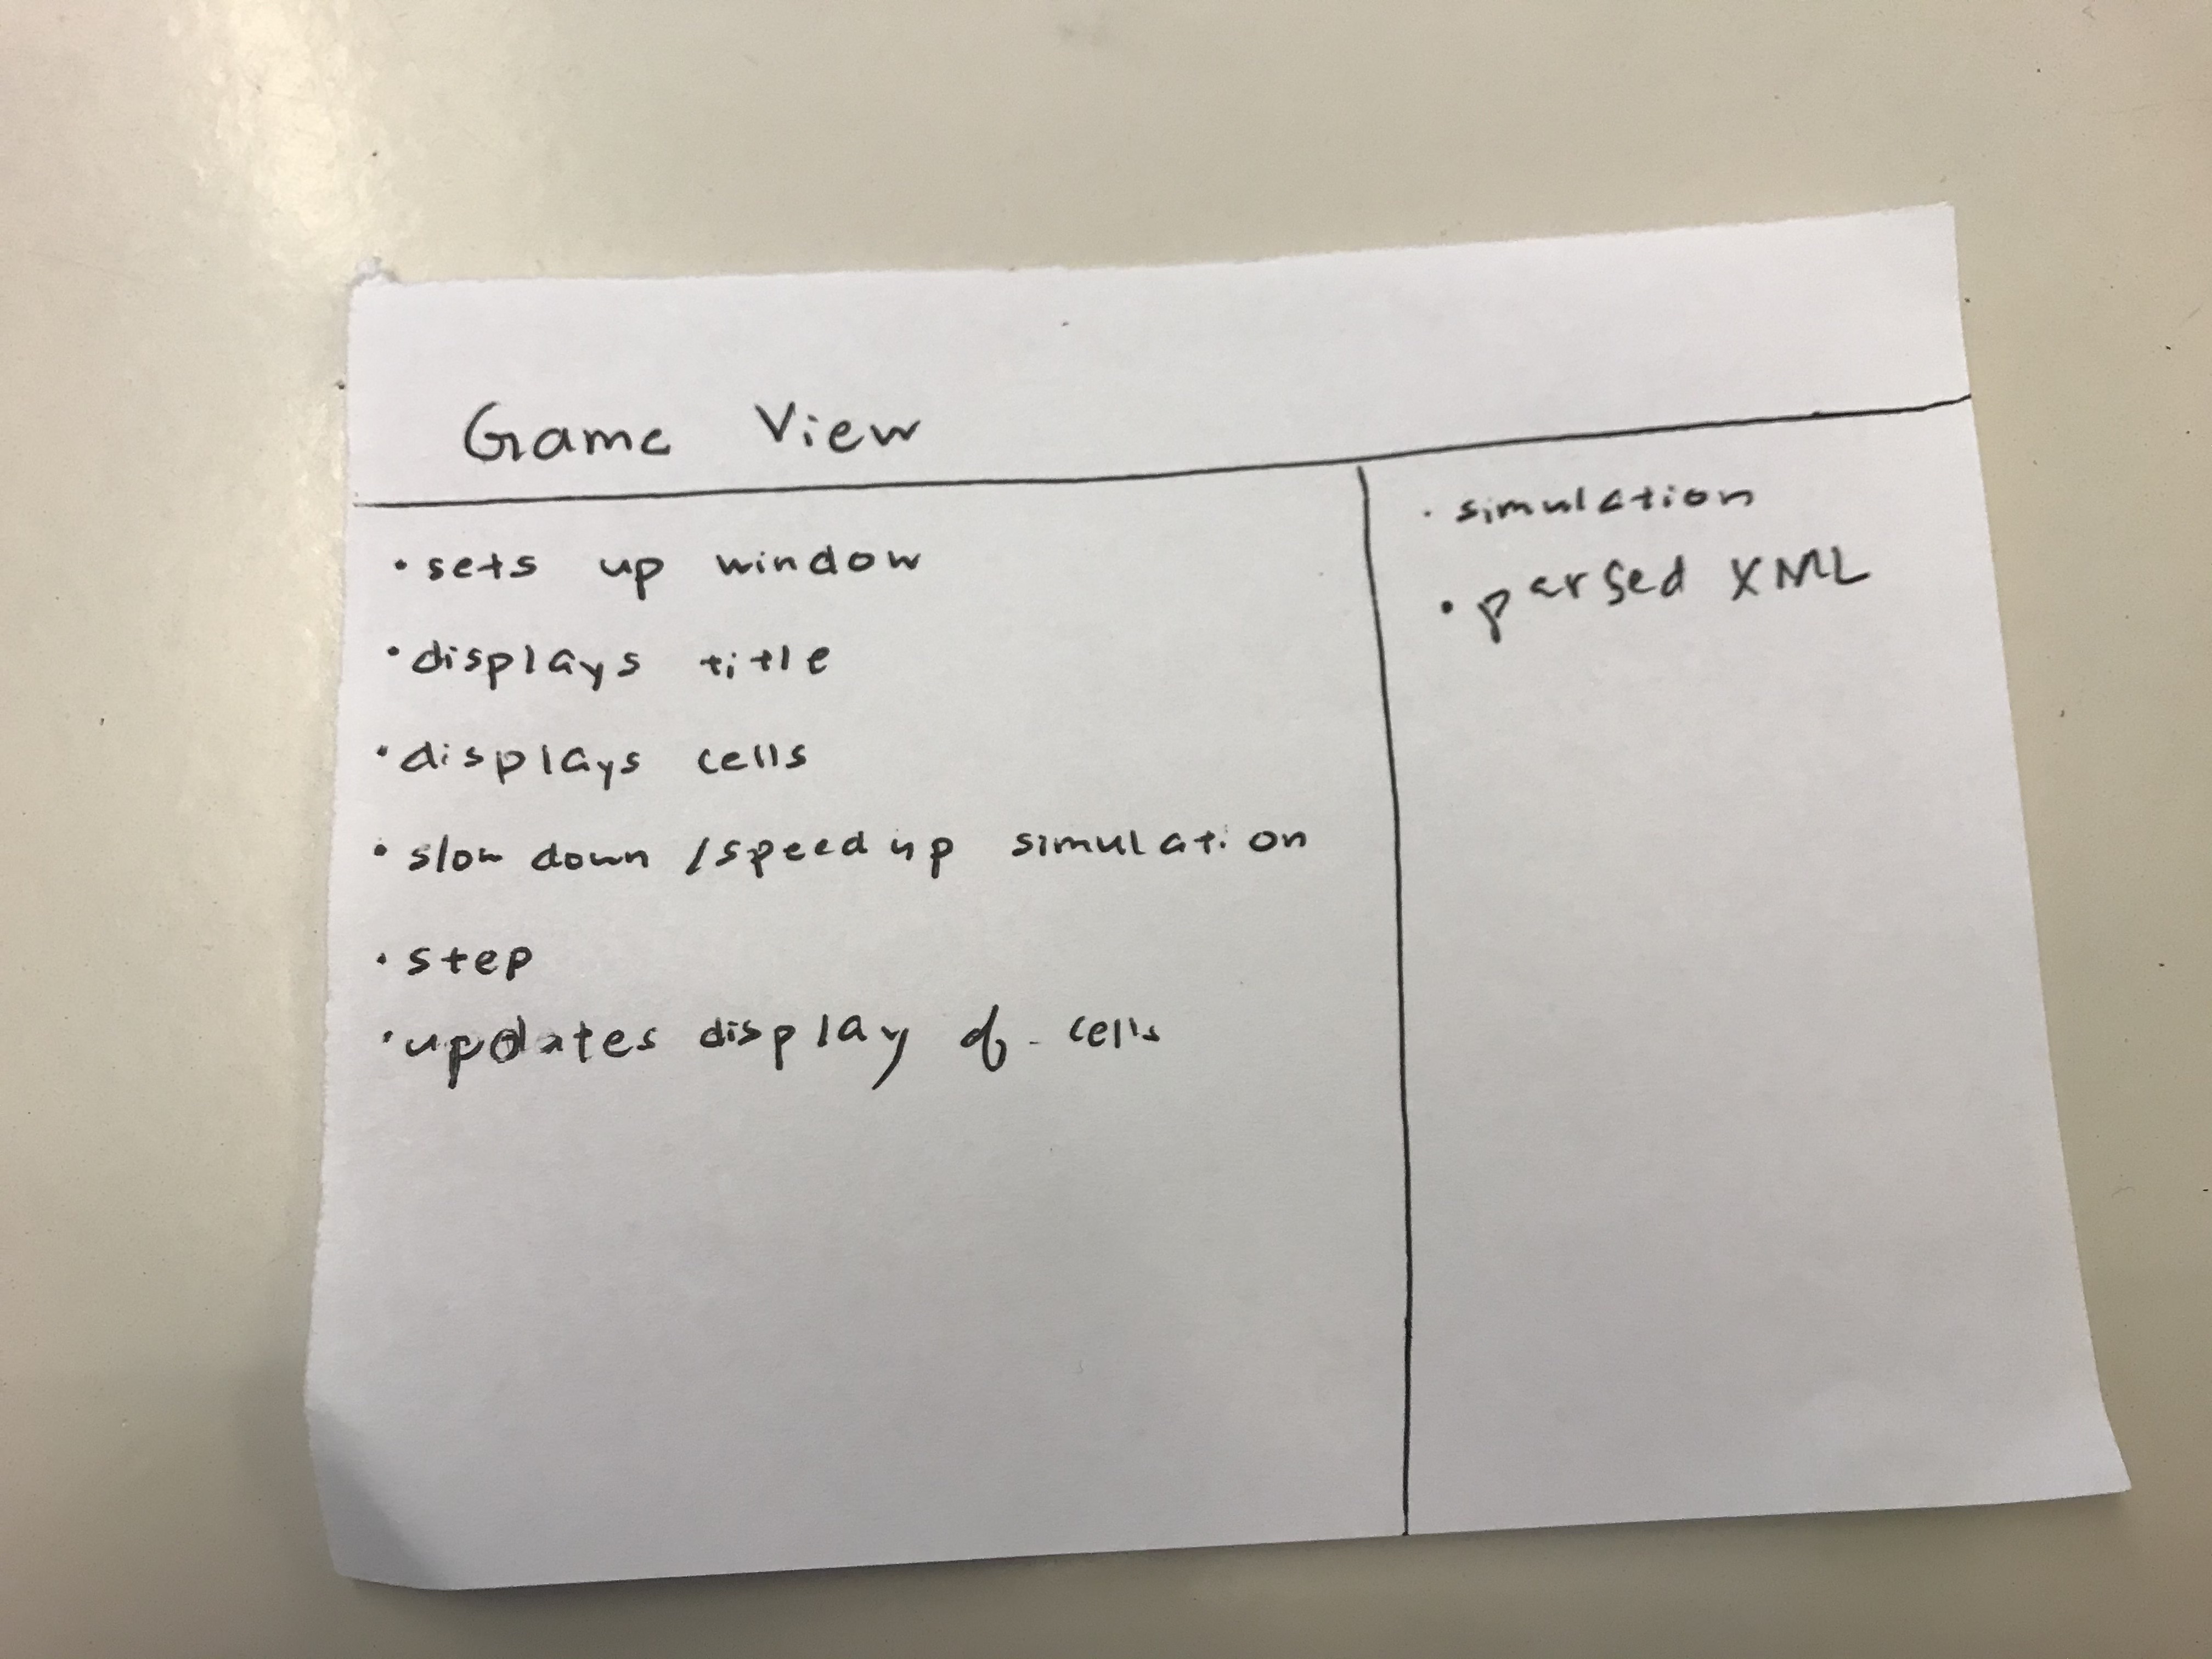 Game View
• sets up window
• displays title
• displays cells
• slow down / speed up simulation
• step
• updates display of cells
• simulation
• parsed XML